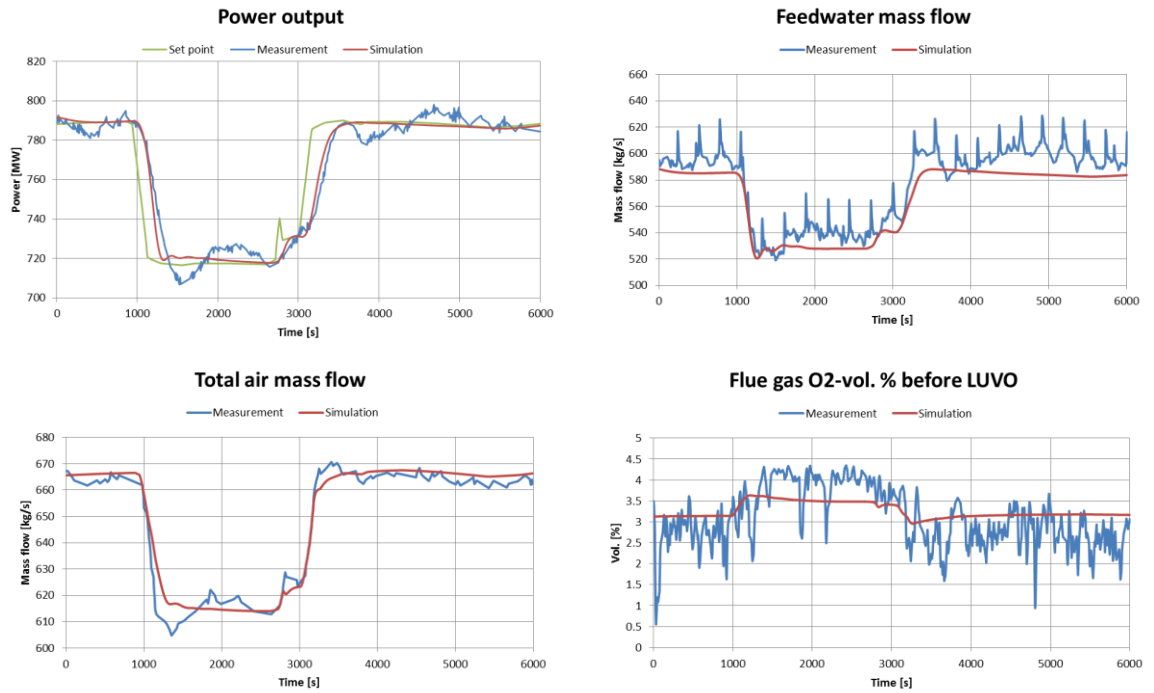 Power output
Set point Measurement Simulation
820
800
780
760
740
720
700
Power [MW]
0 1000 2000 3000 4000 5000 6000
Time [s]
Feedwater mass flow
Measurement Simulation
660
640
620
600
580
560
540
520
500
Mass flow [kg/s]
0 1000 2000 3000 4000 5000 6000
Time [s]
Total air mass flow
Measurement Simulation
680
670
660
650
640
630
620
610
600
Mass flow [kg/s]
0 1000 2000 3000 4000 5000 6000
Time [s]
Flue gas O2-vol. % before LUVO
Measurement Simulation
5
4.5
4
3.5
3
2.5
2
1.5
1
0.5
0
Vol. [%]
0 1000 2000 3000 4000 5000 6000
Time [s]